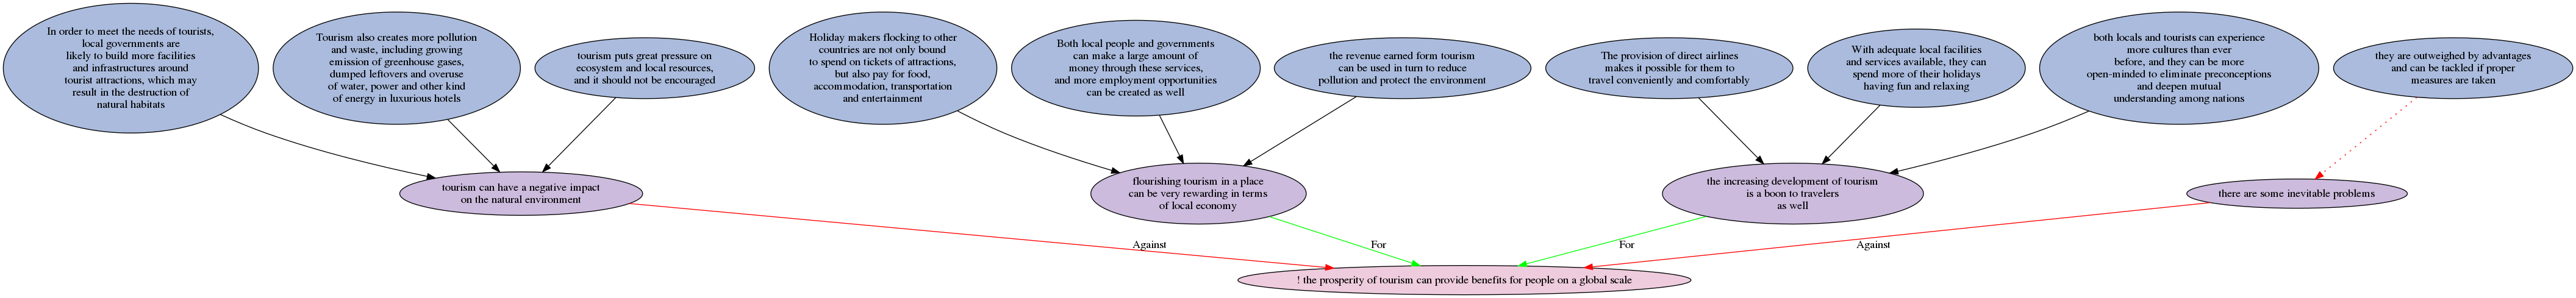 In order to meet the needs of tourists,
local governments are
likely to build more facilities
and infrastructures around
tourist attractions, which may
result in the destruction of
natural habitats
Tourism also creates more pollution
and waste, including growing
emission of greenhouse gases,
dumped leftovers and overuse
of water, power and other kind
of energy in luxurious hotels
tourism puts great pressure on
ecosystem and local resources,
and it should not be encouraged
Holiday makers flocking to other
countries are not only bound
to spend on tickets of attractions,
but also pay for food,
accommodation, transportation
and entertainment
Both local people and governments
can make a large amount of
money through these services,
and more employment opportunities
can be created as well
the revenue earned form tourism
can be used in turn to reduce
pollution and protect the environment
The provision of direct airlines
makes it possible for them to
travel conveniently and comfortably
With adequate local facilities
and services available, they can
spend more of their holidays
having fun and relaxing
both locals and tourists can experience
more cultures than ever
before, and they can be more
open-minded to eliminate preconceptions
and deepen mutual
understanding among nations
they are outweighed by advantages
and can be tackled if proper
measures are taken
tourism can have a negative impact
on the natural environment
flourishing tourism in a place
can be very rewarding in terms
of local economy
the increasing development of tourism
is a boon to travelers
as well
there are some inevitable problems
Against
For
For
Against
! the prosperity of tourism can provide benefits for people on a global scale